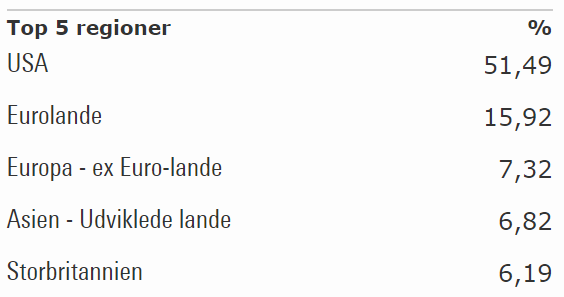 Top 5 regioner %
USA 51,49
Eurolande 15,92
Europa - ex Euro-lande 7,32
Asien - Udviklede lande 6,82
Storbritannien 6,19